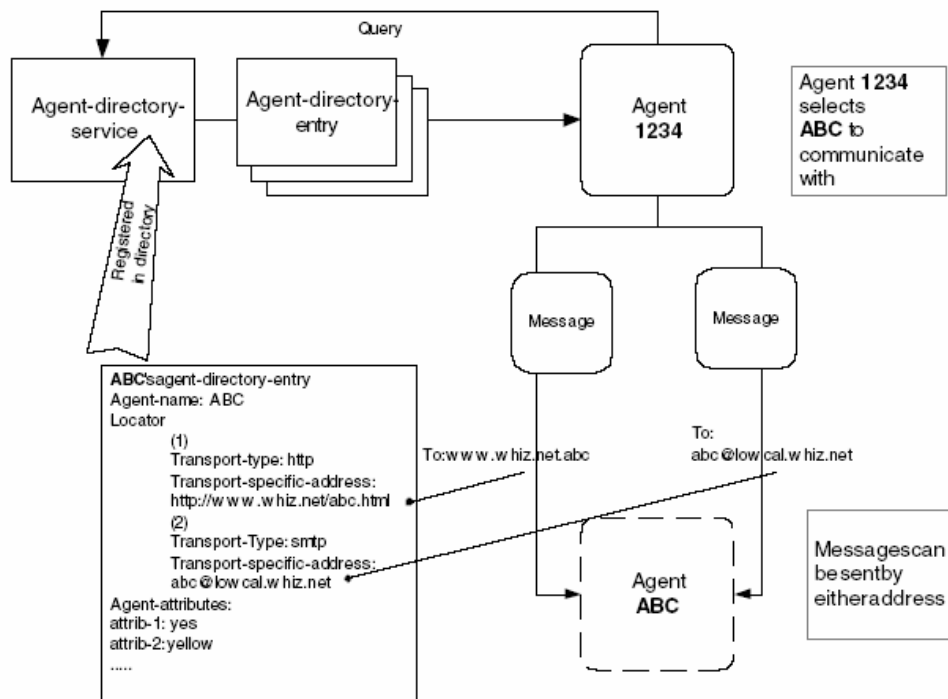 Query
Agent-directory-
service
Agent-directory-
entry
Agent
1234
Agent 1234
selects
ABC to
communicate
with
Registered
in directory
Message
Message
ABC'sagent-directory-entry
Agent-name: ABC
Locator
(1)
Transport-type: http
Transport-specific-address:
http://www.whiz.net/abc.html
(2)
Transport-Type: smtp
Transport-specific-address:
abc@lowcal.whiz.net
Agent-attributes:
attrib-1: yes
attrib-2: yellow
.....
To:www.whiz.net.abc
To:
abc@lowcal.whiz.net
Agent
ABC
Messagescan
besentby
eitheraddress